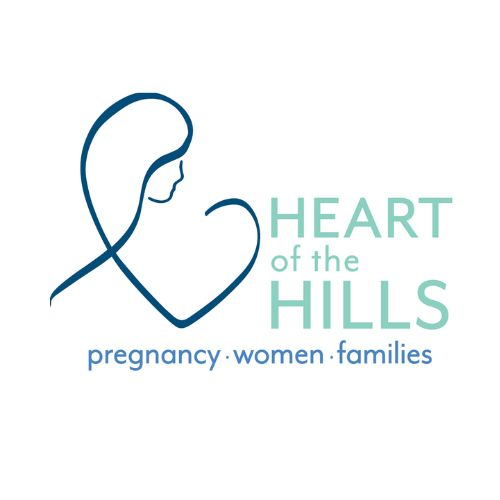 HEART
of the
HILLS
pregnancy · women · families